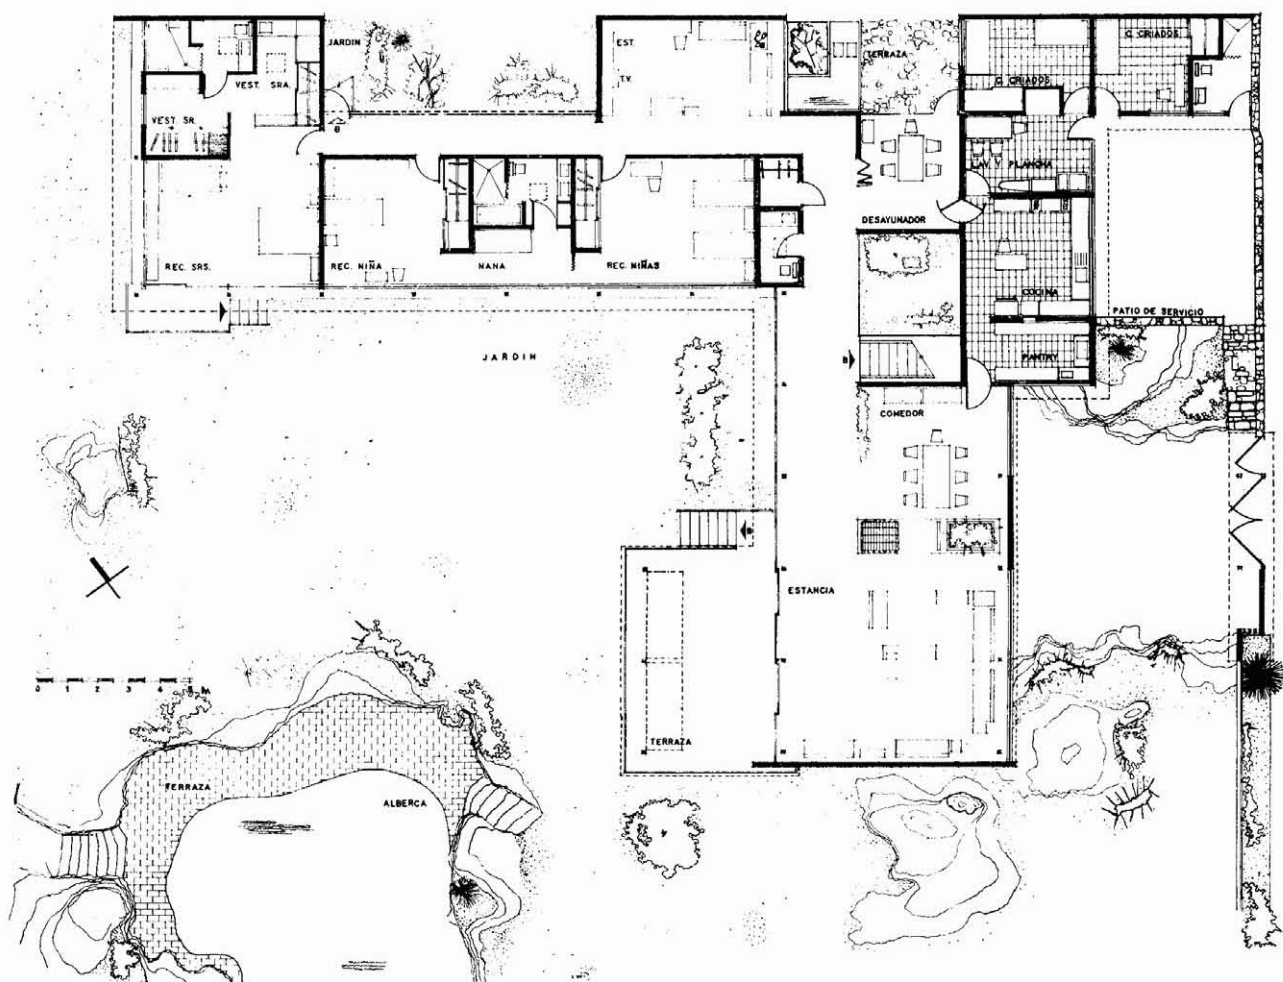 JARDIN
EST.
T.V.
TERRAZA
C. CRIADOS
C. CRIADOS
VEST. SRA.
VEST. SR.
LAV. Y PLANCHA
DESAYUNADOR
REC. SRS.
REC. NIÑA
NANA
REC. NIÑAS
COCINA
PATIO DE SERVICIO
JARDIN
PANTRY
B
COMEDOR
ESTANCIA
0 1 2 3 4 5 M.
TERRAZA
TERRAZA
ALBERCA